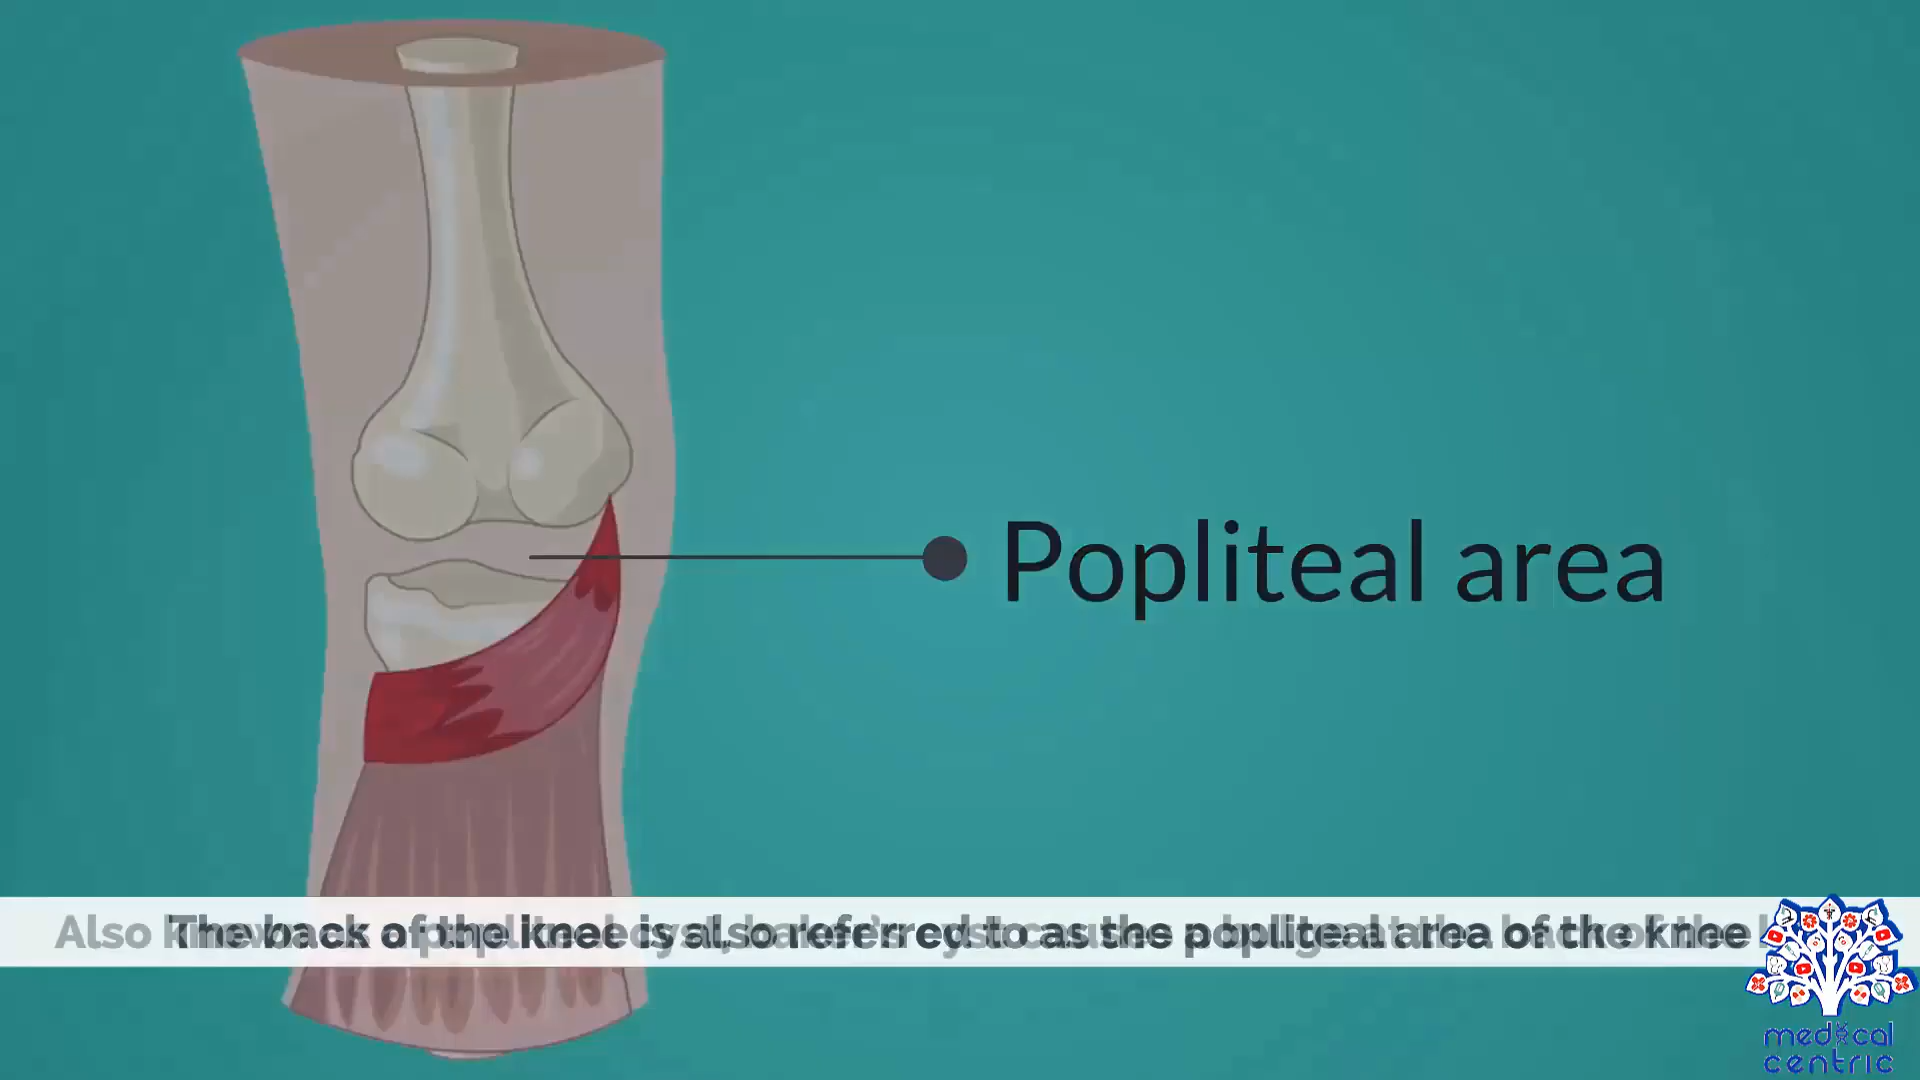 Popliteal area
The back of the knee is also referred to as the popliteal area of the knee
Also
medical
centric